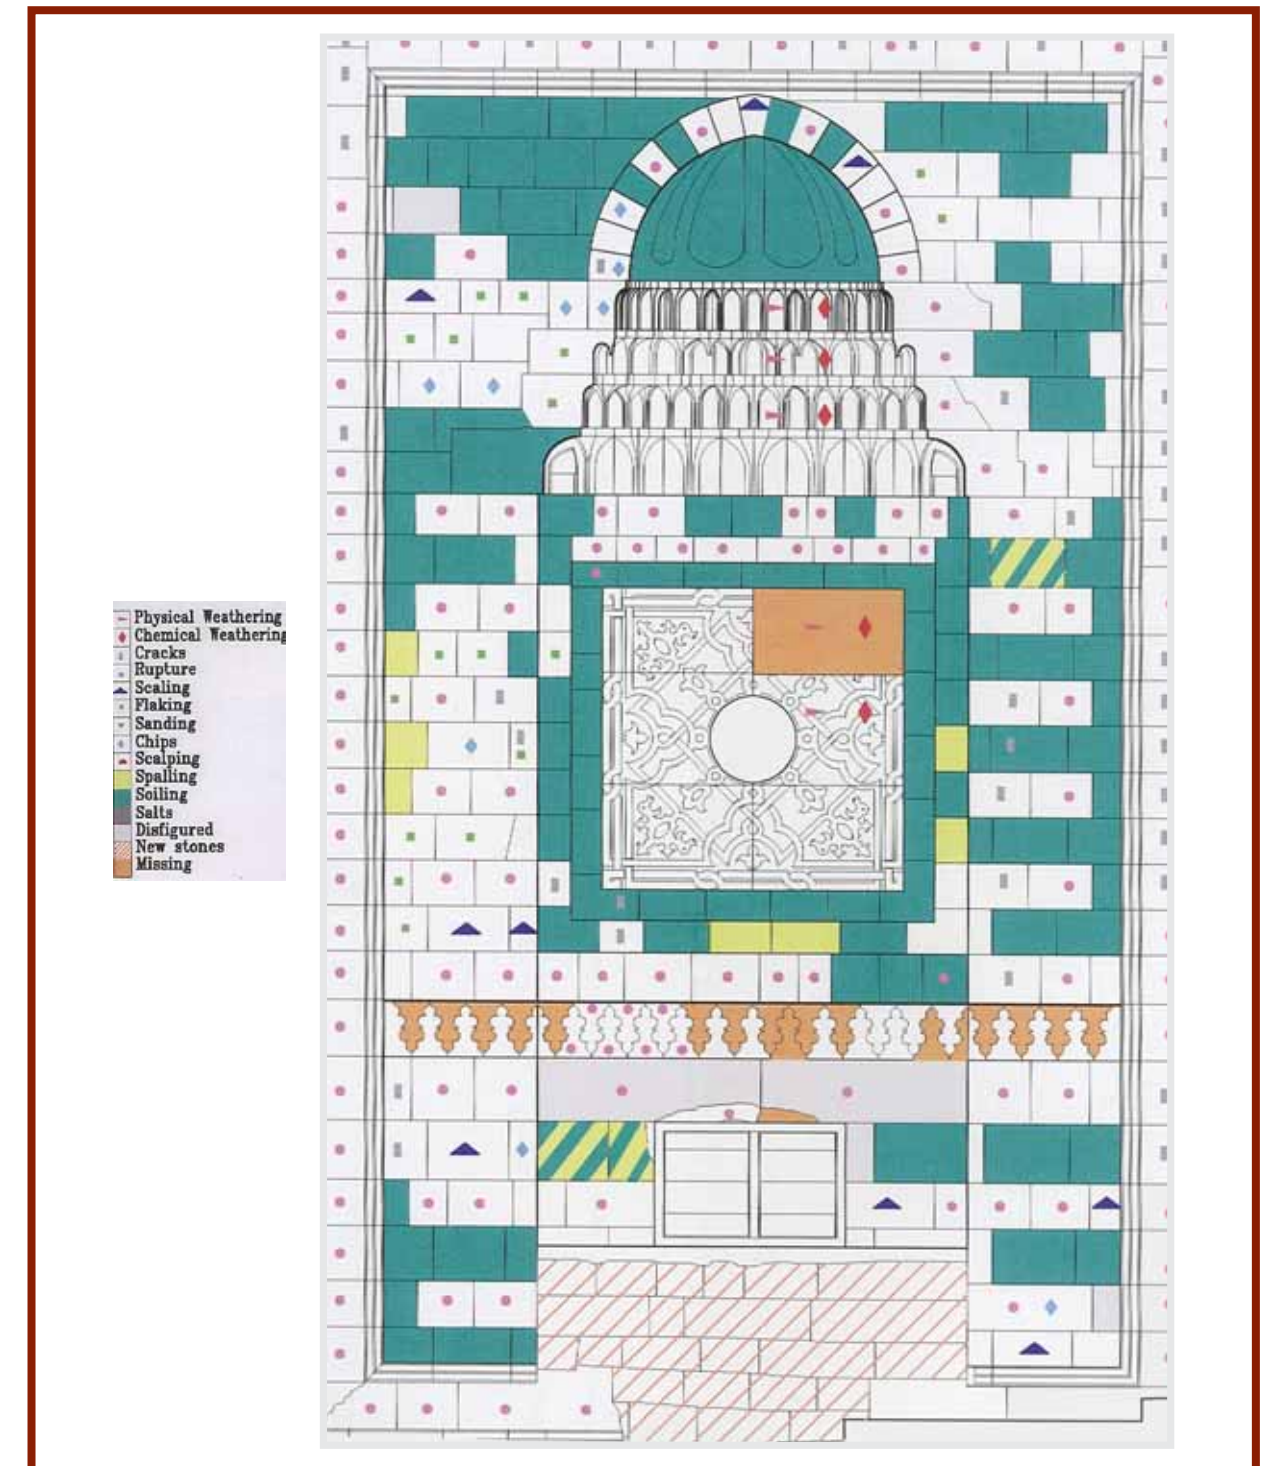 Physical Weathering
Chemical Weathering
Cracks
Rupture
Scaling
Flaking
Sanding
Chips
Scalping
Spalling
Soiling
Salts
Disfigured
New stones
Missing